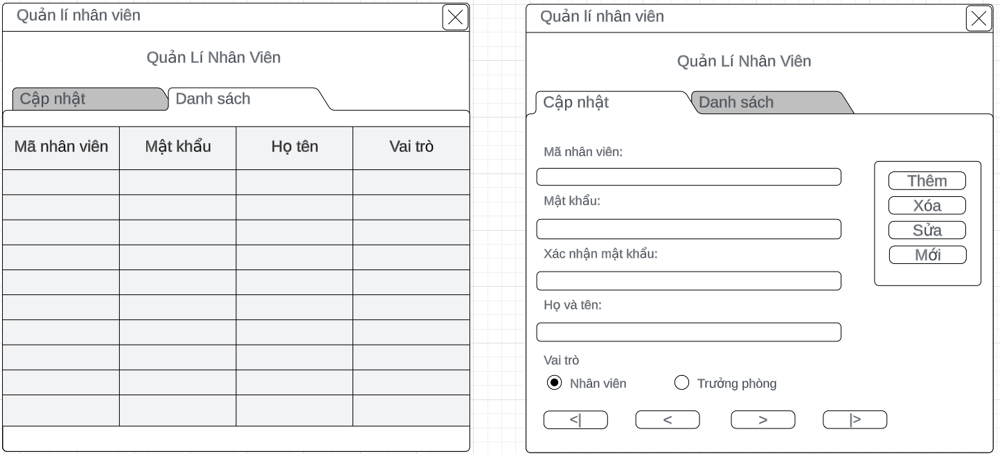 Quản lí nhân viên
Quản Lí Nhân Viên
Cập nhật Danh sách
Mã nhân viên Mật khẩu Họ tên Vai trò
Quản lí nhân viên
Quản Lí Nhân Viên
Cập nhật Danh sách
Mã nhân viên:
Mật khẩu:
Xác nhận mật khẩu:
Họ và tên:
Vai trò
Nhân viên Trưởng phòng
<| < > |>
Thêm
Xóa
Sửa
Mới